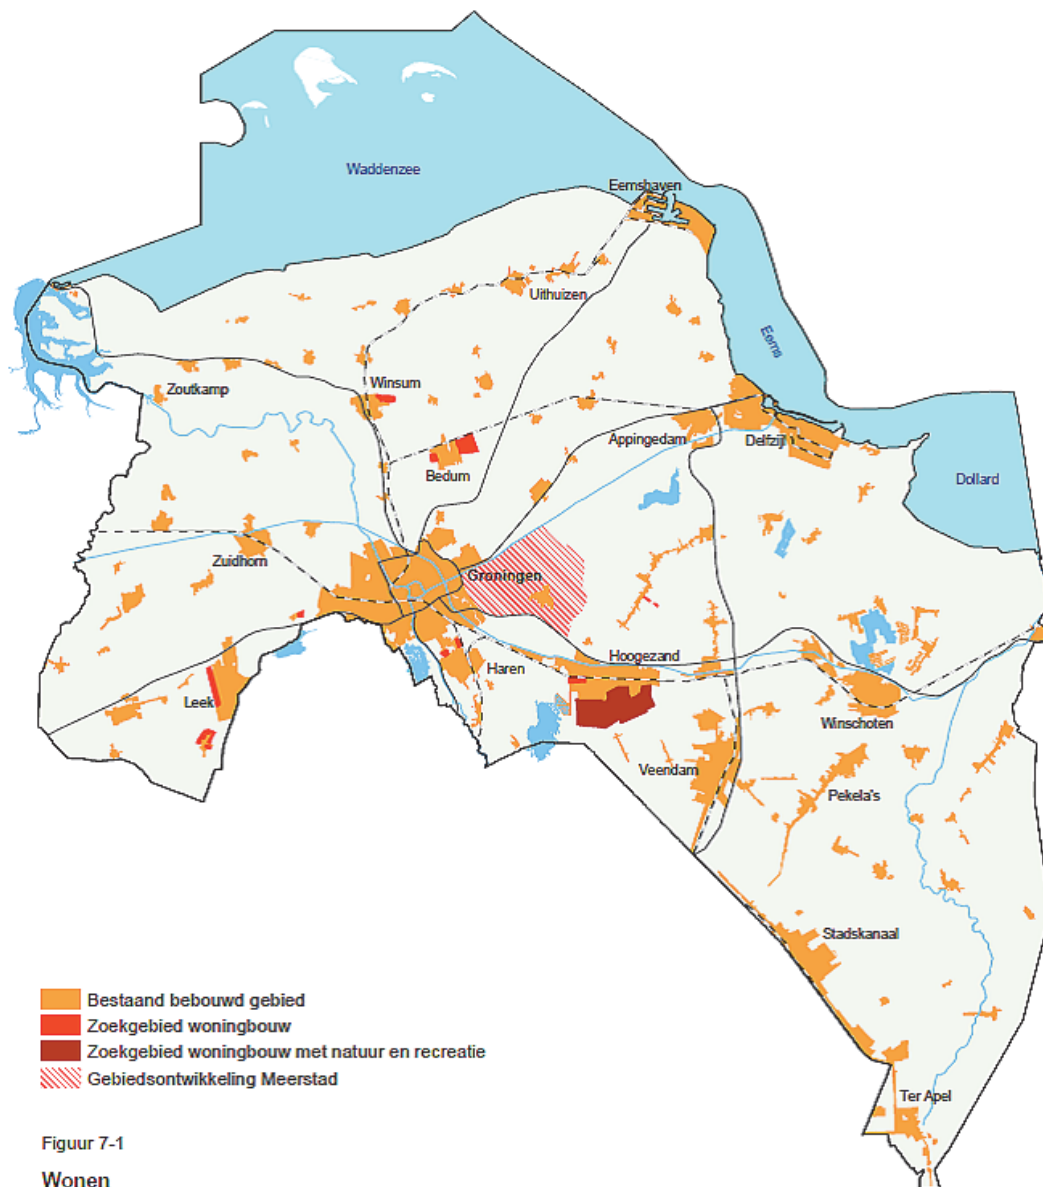 Waddenzee
Eemshaven
Uithuizen
Eems
Zoutkamp
Winsum
Appingedam
Delfzijl
Bedum
Dollard
Zuidhorn
Groningen
Hoogezand
Haren
Leek
Winschoten
Veendam
Pekela's
Stadskanaal
Ter Apel
Bestaand bebouwd gebied
Zoekgebied woningbouw
Zoekgebied woningbouw met natuur en recreatie
Gebiedsontwikkeling Meerstad
Figuur 7-1
Wonen